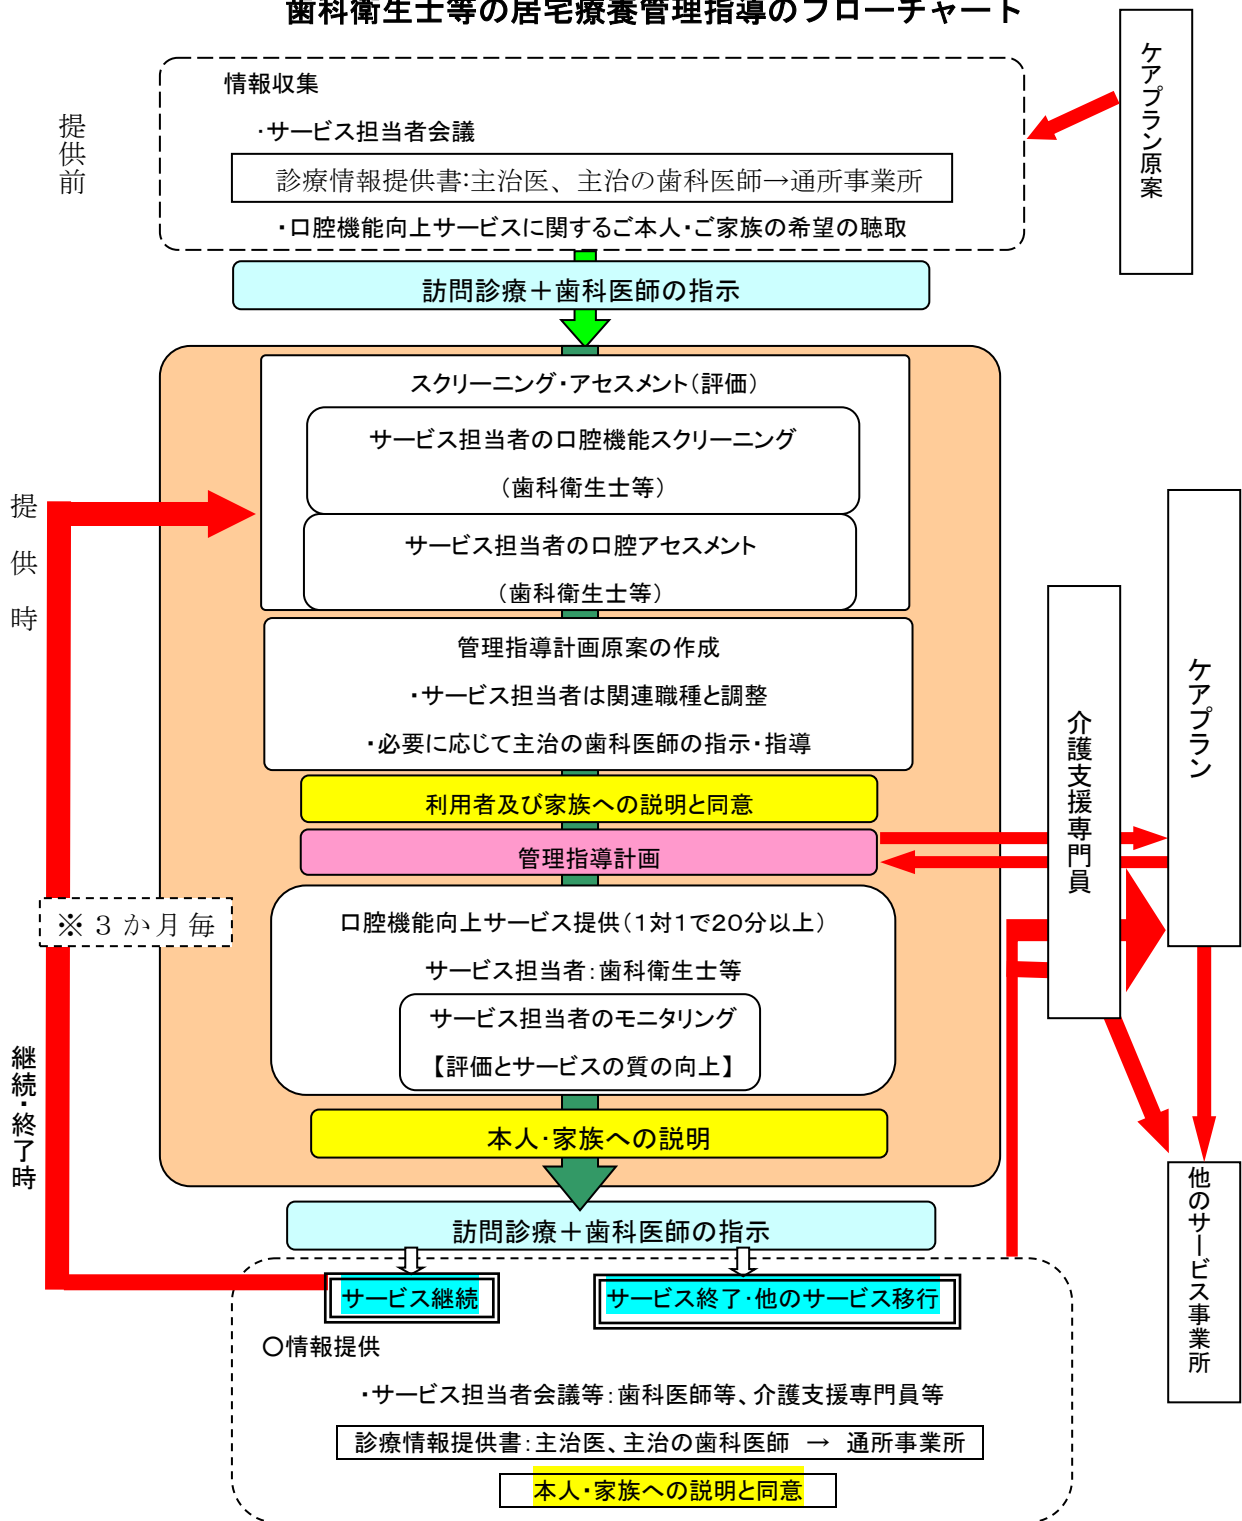 歯科衛生士等の居宅療養管理指導のフローチャート
ケアプラン原案
提供前
情報収集
・サービス担当者会議
診療情報提供書:主治医、主治の歯科医師→通所事業所
・口腔機能向上サービスに関するご本人・ご家族の希望の聴取
訪問診療＋歯科医師の指示
提供時
スクリーニング・アセスメント(評価)
サービス担当者の口腔機能スクリーニング
(歯科衛生士等)
サービス担当者の口腔アセスメント
(歯科衛生士等)
管理指導計画原案の作成
・サービス担当者は関連職種と調整
・必要に応じて主治の歯科医師の指示・指導
利用者及び家族への説明と同意
管理指導計画
介護支援専門員
ケアプラン
※３か月毎
口腔機能向上サービス提供(1対1で20分以上)
サービス担当者:歯科衛生士等
サービス担当者のモニタリング
【評価とサービスの質の向上】
本人・家族への説明
継続・終了時
他のサービス事業所
訪問診療＋歯科医師の指示
サービス継続
サービス終了・他のサービス移行
○情報提供
・サービス担当者会議等:歯科医師等、介護支援専門員等
診療情報提供書:主治医、主治の歯科医師 → 通所事業所
本人・家族への説明と同意